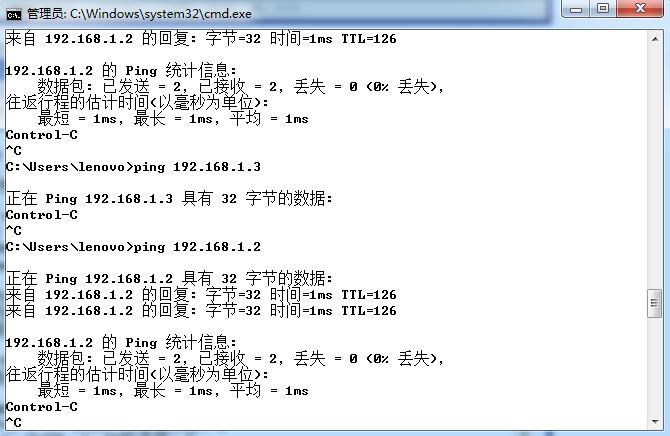 管理员: C:\Windows\system32\cmd.exe
来自 192.168.1.2 的回复: 字节=32 时间=1ms TTL=126
192.168.1.2 的 Ping 统计信息:
数据包: 已发送 = 2, 已接收 = 2, 丢失 = 0 (0% 丢失),
往返行程的估计时间(以毫秒为单位):
最短 = 1ms, 最长 = 1ms, 平均 = 1ms
Control-C
^C
C:\Users\lenovo>ping 192.168.1.3
正在 Ping 192.168.1.3 具有 32 字节的数据:
Control-C
^C
C:\Users\lenovo>ping 192.168.1.2
正在 Ping 192.168.1.2 具有 32 字节的数据:
来自 192.168.1.2 的回复: 字节=32 时间=1ms TTL=126
来自 192.168.1.2 的回复: 字节=32 时间=1ms TTL=126
192.168.1.2 的 Ping 统计信息:
数据包: 已发送 = 2, 已接收 = 2, 丢失 = 0 (0% 丢失),
往返行程的估计时间(以毫秒为单位):
最短 = 1ms, 最长 = 1ms, 平均 = 1ms
Control-C
^C